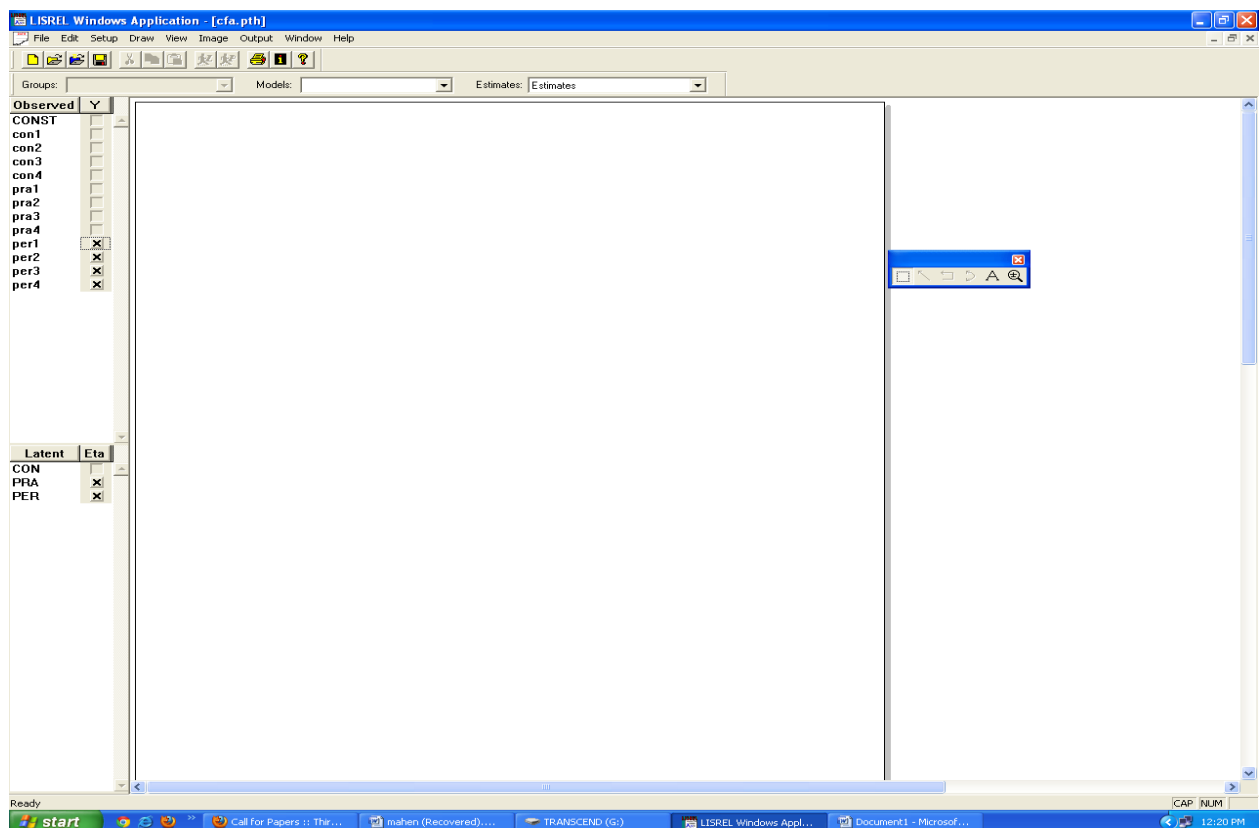 LISREL Windows Application - [cfa.pth]
File Edit Setup Draw View Image Output Window Help
Groups: Models: Estimates: Estimates
Observed Y
CONST
con1
con2
con3
con4
pra1
pra2
pra3
pra4
per1
per2
per3
per4
A
Latent Eta
CON
PRA
PER
Ready CAP NUM
start Call for Papers :: Thir... mahen (Recovered).... TRANSCEND (G:) LISREL Windows Appl... Document1 - Microsof... 12:20 PM